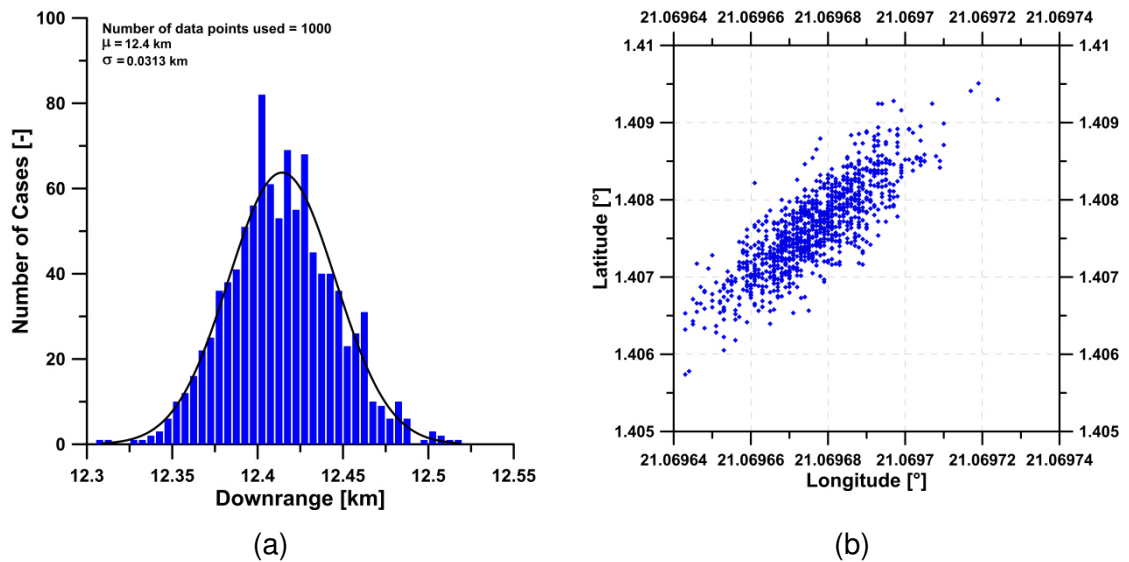 Number of data points used = 1000
μ = 12.4 km
σ = 0.0313 km
100
80
60
40
20
0
Number of Cases [-]
12.3 12.35 12.4 12.45 12.5 12.55
Downrange [km]
(a)
21.06964 21.06966 21.06968 21.0697 21.06972 21.06974
1.41 1.41
1.409 1.409
1.408 1.408
1.407 1.407
1.406 1.406
1.405 1.405
Latitude [°]
21.06964 21.06966 21.06968 21.0697 21.06972 21.06974
Longitude [°]
(b)